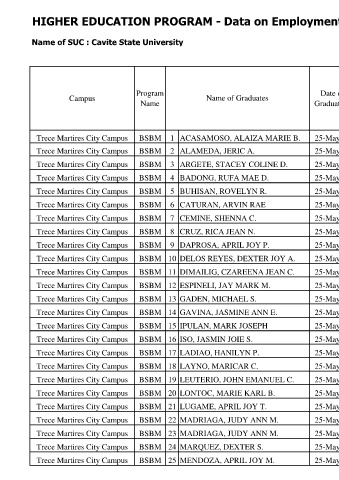 HIGHER EDUCATION PROGRAM - Data on Employment
Name of SUC : Cavite State University
Campus Program Name Name of Graduates Date Graduat
Trece Martires City Campus BSBM 1 ACASAMOSO, ALAIZA MARIE B. 25-May
Trece Martires City Campus BSBM 2 ALAMEDA, JERIC A. 25-May
Trece Martires City Campus BSBM 3 ARGETE, STACEY COLINE D. 25-May
Trece Martires City Campus BSBM 4 BADONG, RUFA MAE D. 25-May
Trece Martires City Campus BSBM 5 BUHISAN, ROVELYN R. 25-May
Trece Martires City Campus BSBM 6 CATURAN, ARVIN RAE 25-May
Trece Martires City Campus BSBM 7 CEMINE, SHENNA C. 25-May
Trece Martires City Campus BSBM 8 CRUZ, RICA JEAN N. 25-May
Trece Martires City Campus BSBM 9 DAPROSA, APRIL JOY P. 25-May
Trece Martires City Campus BSBM 10 DELOS REYES, DEXTER JOY A. 25-May
Trece Martires City Campus BSBM 11 DIMAILIG, CZAREENA JEAN C. 25-May
Trece Martires City Campus BSBM 12 ESPINELI, JAY MARK M. 25-May
Trece Martires City Campus BSBM 13 GADEN, MICHAEL S. 25-May
Trece Martires City Campus BSBM 14 GAVINA, JASMINE ANN E. 25-May
Trece Martires City Campus BSBM 15 IPULAN, MARK JOSEPH 25-May
Trece Martires City Campus BSBM 16 ISO, JASMIN JOIE S. 25-May
Trece Martires City Campus BSBM 17 LADIAO, HANILYN P. 25-May
Trece Martires City Campus BSBM 18 LAYNO, MARICAR C. 25-May
Trece Martires City Campus BSBM 19 LEUTERIO, JOHN EMANUEL C. 25-May
Trece Martires City Campus BSBM 20 LONTOC, MARIE KARL B. 25-May
Trece Martires City Campus BSBM 21 LUGAME, APRIL JOY T. 25-May
Trece Martires City Campus BSBM 22 MADRIAGA, JUDY ANN M. 25-May
Trece Martires City Campus BSBM 23 MADRIAGA, JUDY ANN M. 25-May
Trece Martires City Campus BSBM 24 MARQUEZ, DEXTER S. 25-May
Trece Martires City Campus BSBM 25 MENDOZA, APRIL JOY M. 25-May